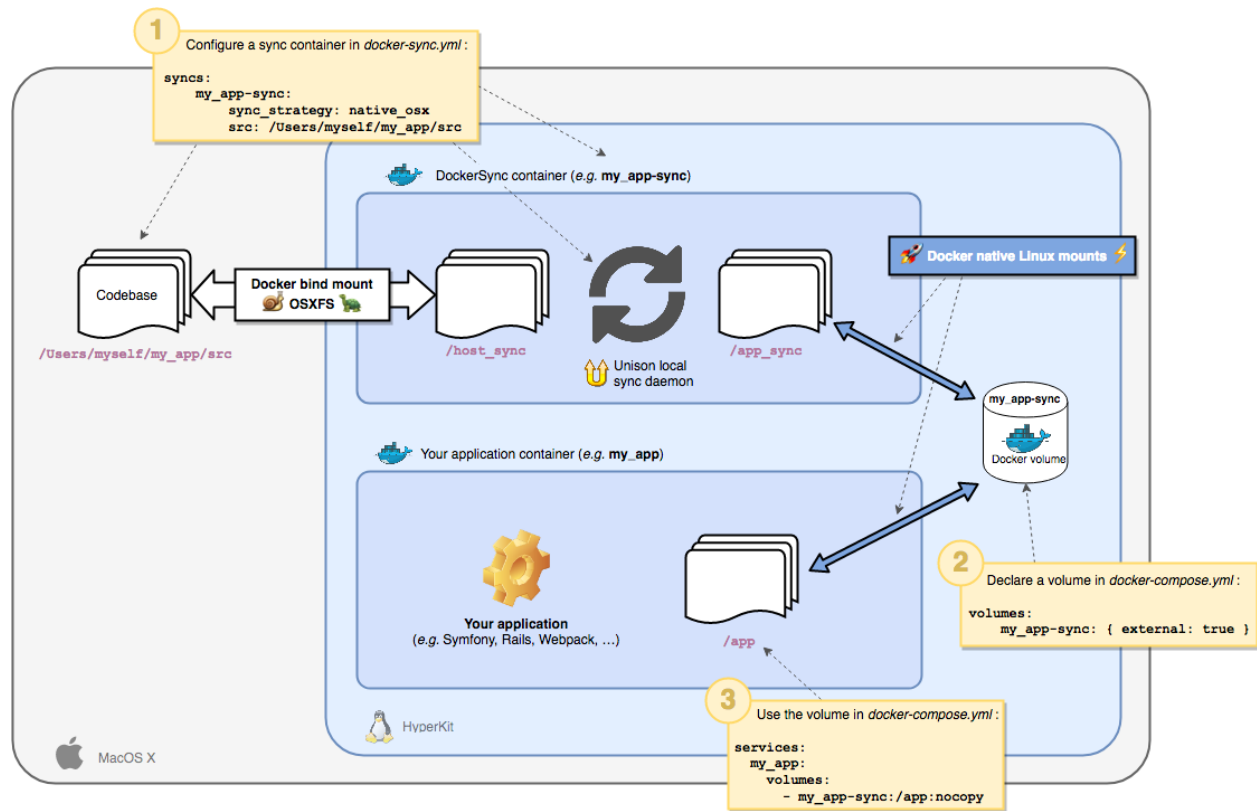 1
Configure a sync container in docker-sync.yml :
syncs:
my_app-sync:
sync_strategy: native_osx
src: /Users/myself/my_app/src
DockerSync container (e.g. my_app-sync)
🚀 Docker native Linux mounts ⚡
Codebase
/Users/myself/my_app/src
Docker bind mount
🐌 OSXFS 🐢
/host_sync
Unison local
sync daemon
/app_sync
my_app-sync
Docker volume
Your application container (e.g. my_app)
Your application
(e.g. Symfony, Rails, Webpack, …)
/app
2
Declare a volume in docker-compose.yml :
volumes:
my_app-sync: { external: true }
3
Use the volume in docker-compose.yml :
services:
my_app:
volumes:
- my_app-sync:/app:nocopy
HyperKit
MacOS X